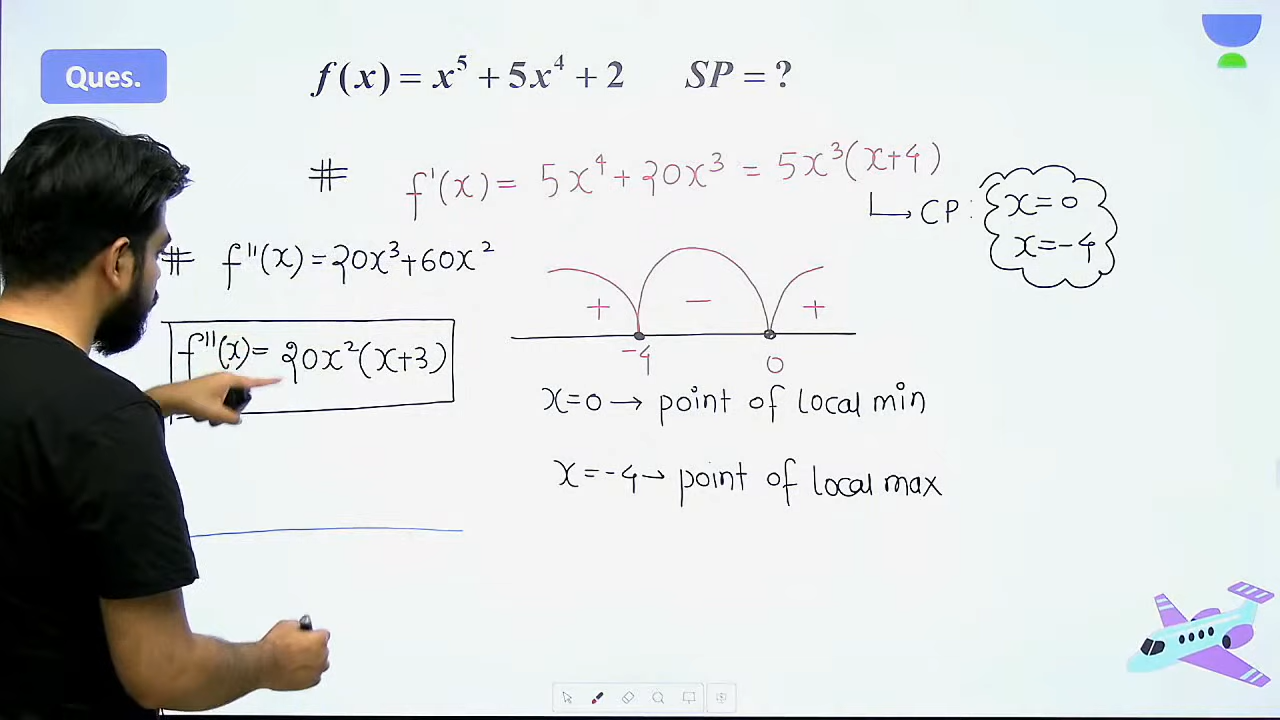 Ques.
f(x) = x⁵ + 5x⁴ + 2 SP = ?
# f'(x) = 5x⁴ + 20x³ = 5x³(x+4)
↳ CP : x=0
x=-4
# f''(x) = 20x³+60x²
f''(x) = 20x²(x+3)
+ − +
-4 0
x=0 → point of local min
x=-4 → point of local max